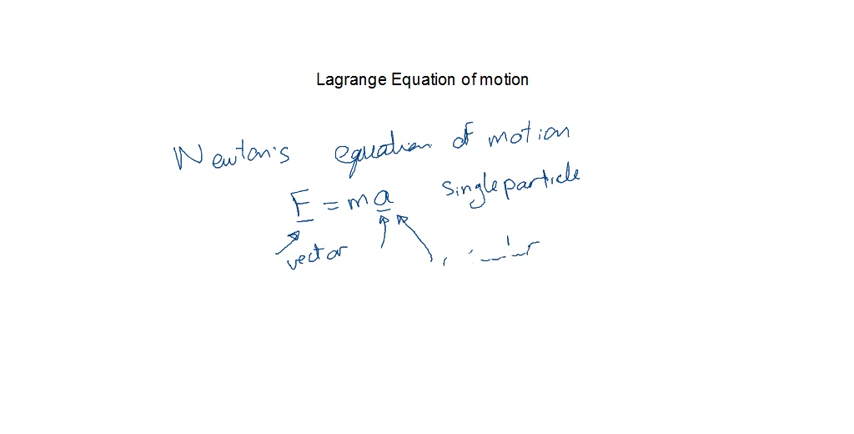 Lagrange Equation of motion
Newton's equation of motion
F = ma single particle
vector